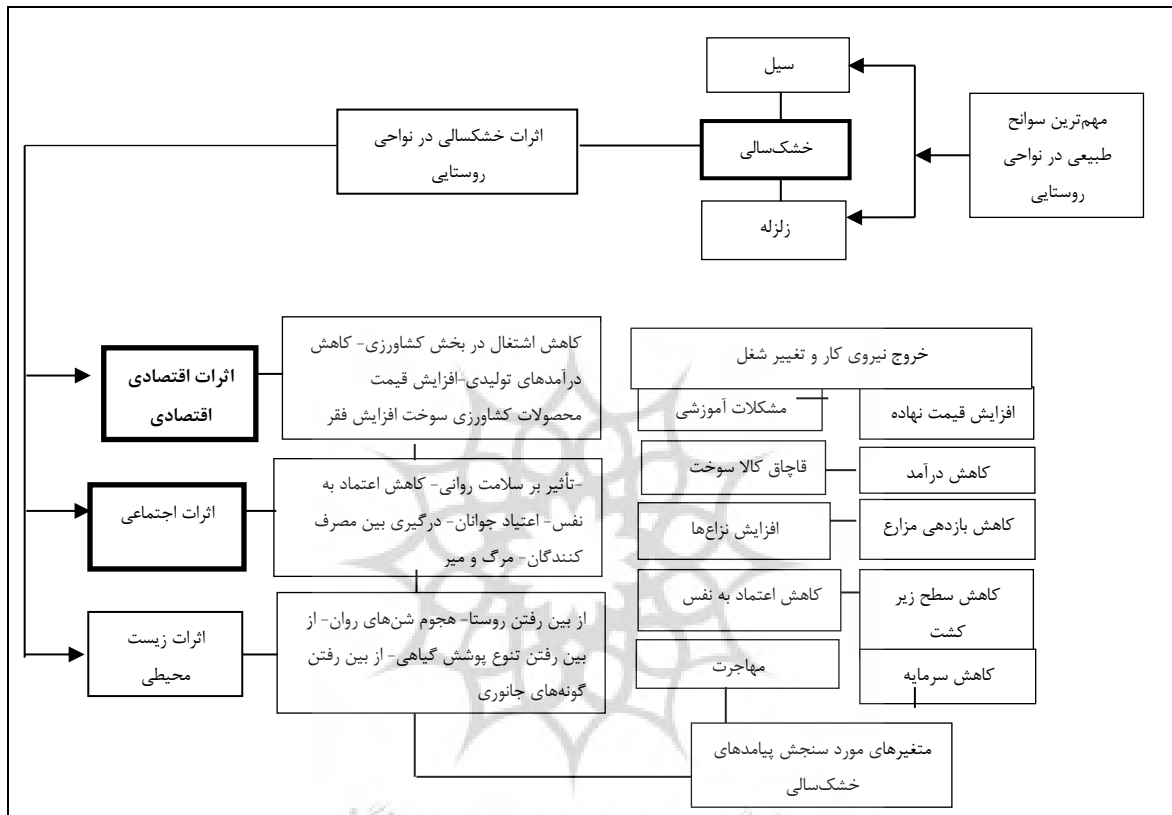 سیل
مهم‌ترین سوانح
طبیعی در نواحی
روستایی
خشک‌سالی
اثرات خشکسالی در نواحی
روستایی
زلزله
اثرات اقتصادی
اقتصادی
کاهش اشتغال در بخش کشاورزی- کاهش
درآمدهای تولیدی-افزایش قیمت
محصولات کشاورزی سوخت افزایش فقر
اثرات اجتماعی
-تأثیر بر سلامت روانی- کاهش اعتماد به
نفس- اعتیاد جوانان- درگیری بین مصرف
کنندگان- مرگ و میر
اثرات زیست
محیطی
از بین رفتن روستا- هجوم شن‌های روان- از
بین رفتن تنوع پوشش گیاهی- از بین رفتن
گونه‌های جانوری
خروج نیروی کار و تغییر شغل
افزایش قیمت نهاده
مشکلات آموزشی
کاهش درآمد
قاچاق کالا سوخت
کاهش بازدهی مزارع
افزایش نزاع‌ها
کاهش سطح زیر
کشت
کاهش اعتماد به نفس
کاهش سرمایه
مهاجرت
متغیرهای مورد سنجش پیامدهای
خشک‌سالی